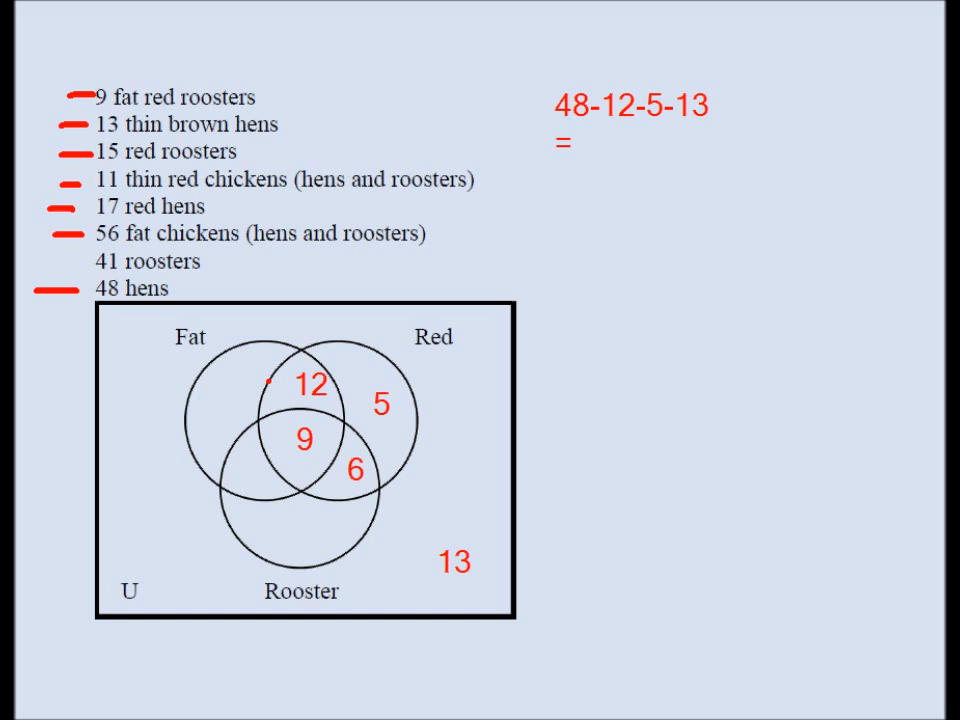 9 fat red roosters
13 thin brown hens
15 red roosters
11 thin red chickens (hens and roosters)
17 red hens
56 fat chickens (hens and roosters)
41 roosters
48 hens
48-12-5-13
=
Fat Red
12
5
9
6
13
U Rooster